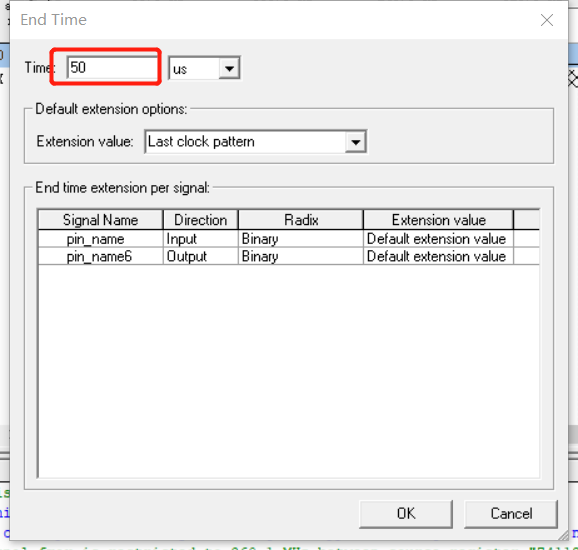 End Time
Time: 50 us
Default extension options:
Extension value: Last clock pattern
End time extension per signal:
Signal Name Direction Radix Extension value
pin_name Input Binary Default extension value
pin_name6 Output Binary Default extension value
OK Cancel